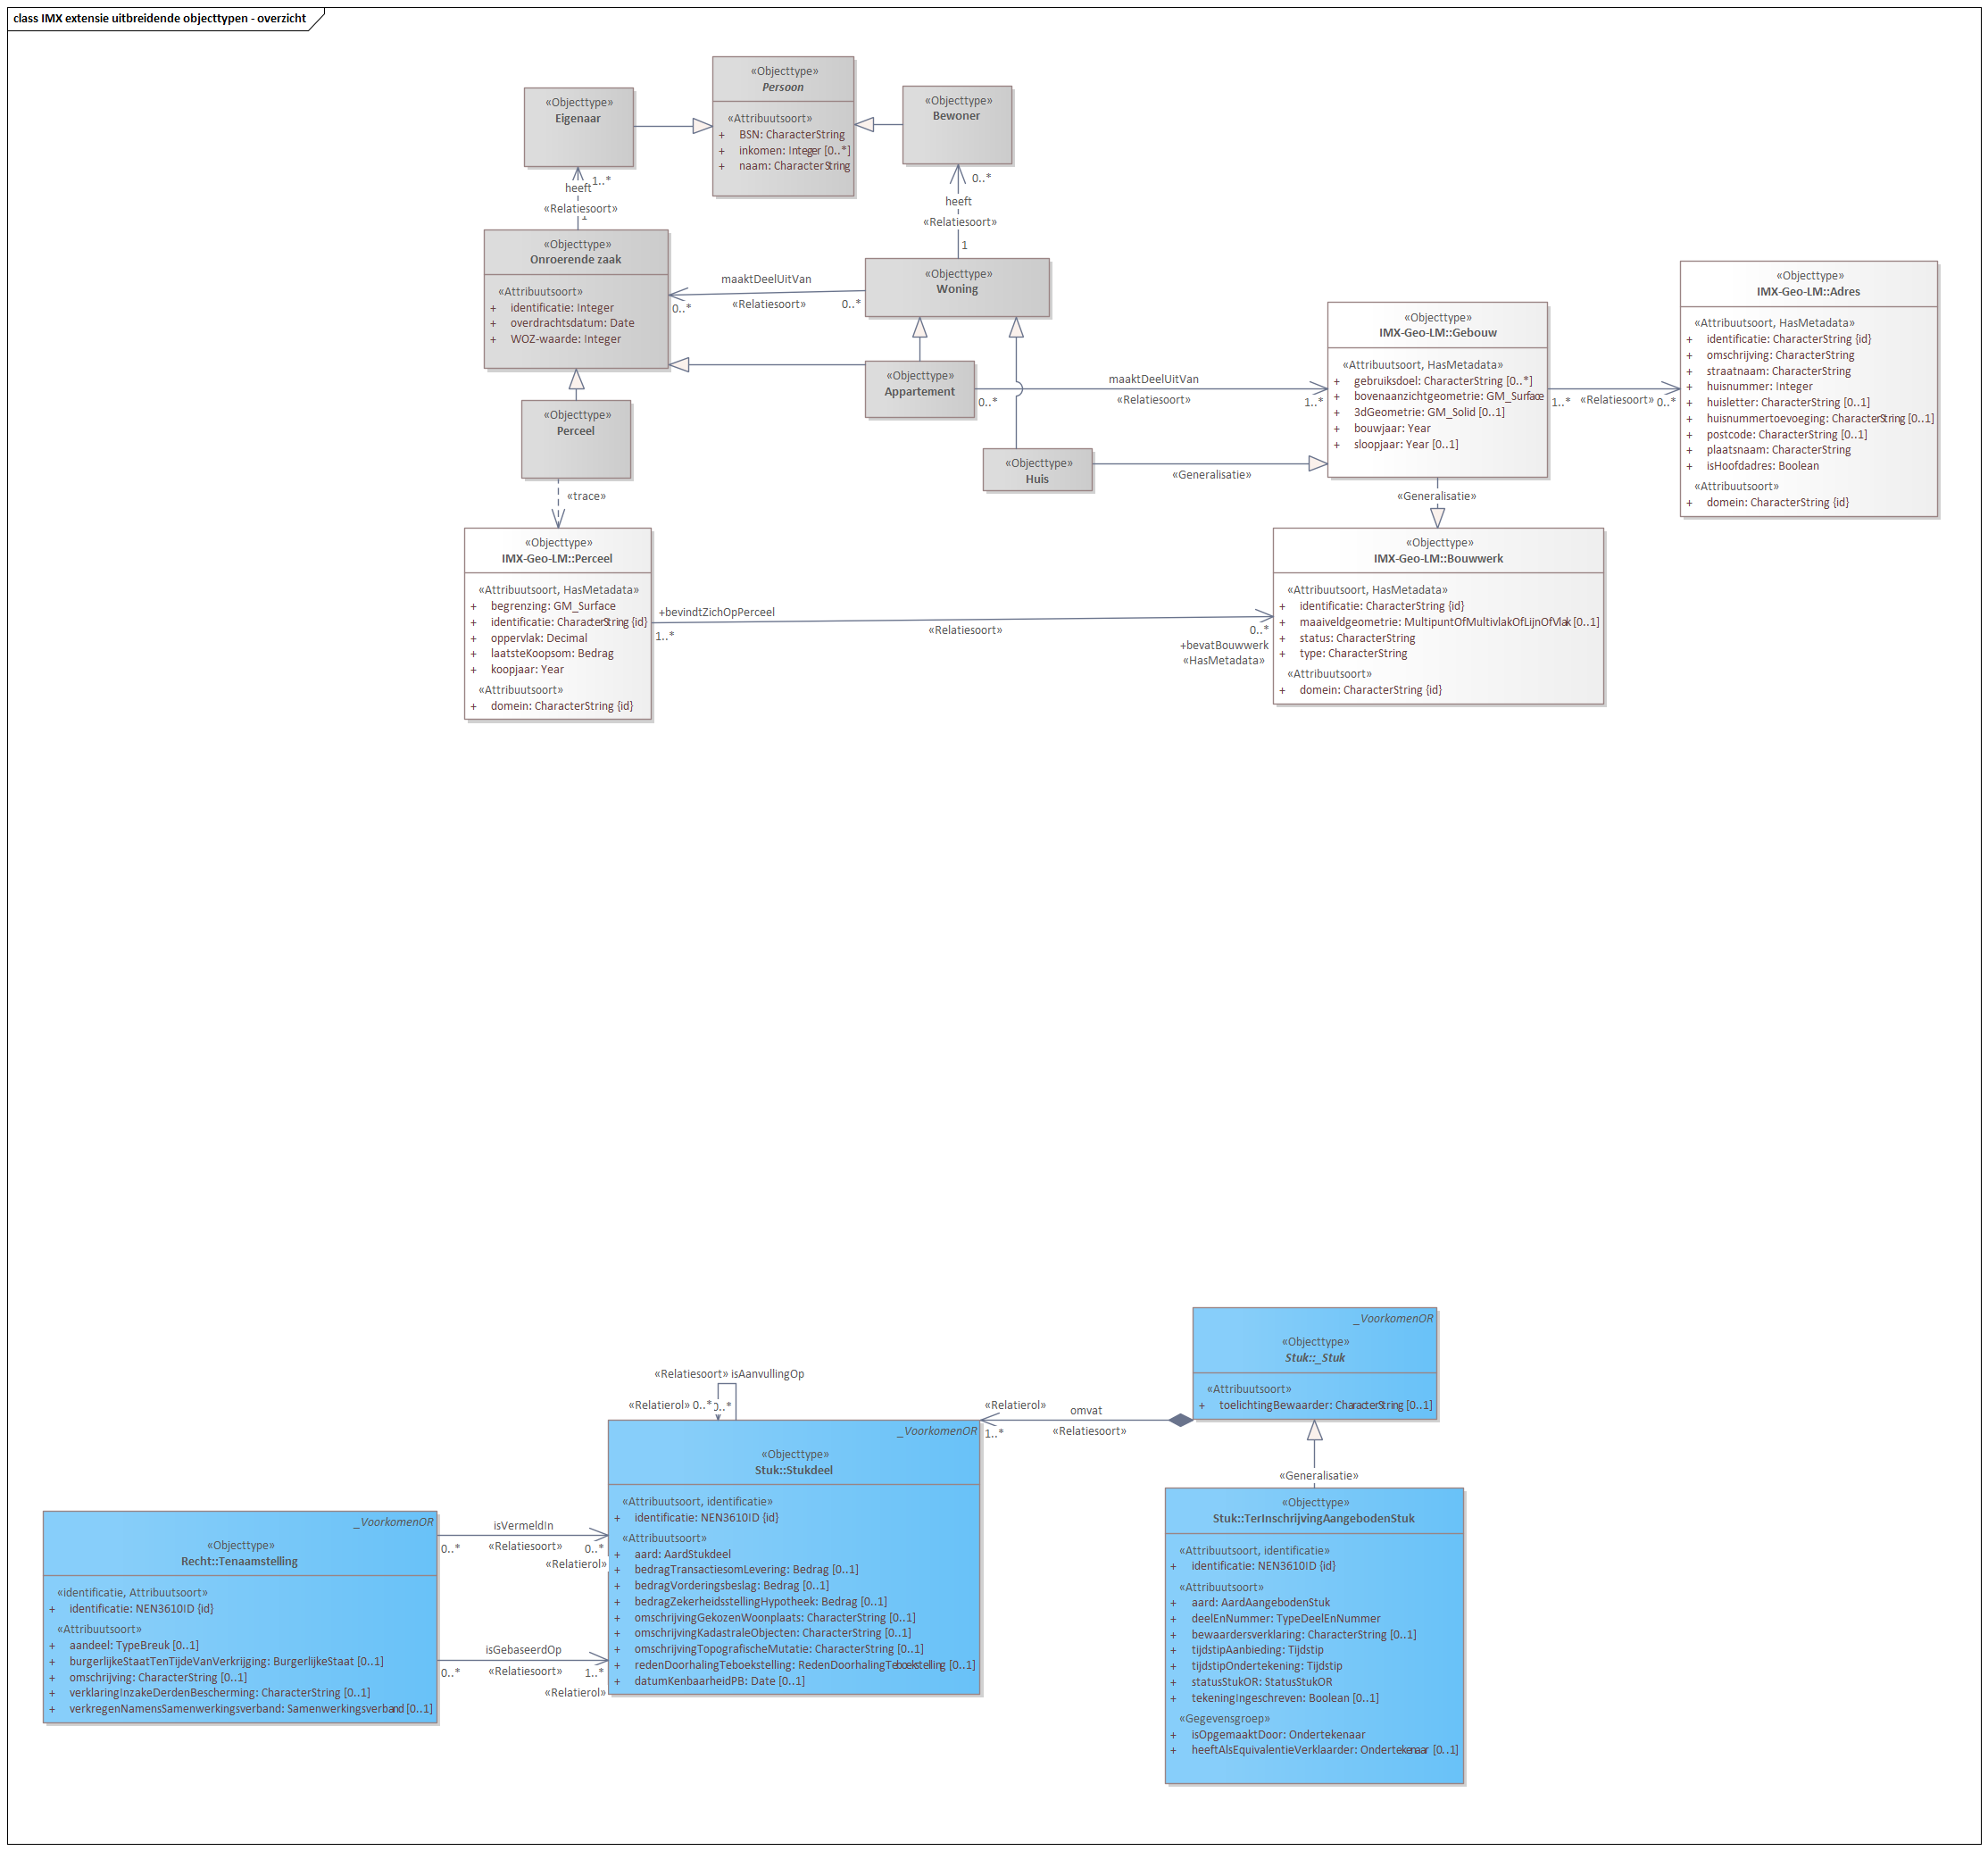 class IMX extensie uitbreidende objecttypen - overzicht
«Objecttype»
Persoon
«Attribuutsoort»
+ BSN: CharacterString
+ inkomen: Integer [0..*]
+ naam: CharacterString
«Objecttype»
Eigenaar
«Objecttype»
Bewoner
1..*
heeft
«Relatiesoort»
1
0..*
heeft
«Relatiesoort»
1
«Objecttype»
Onroerende zaak
«Attribuutsoort»
+ identificatie: Integer
+ overdrachtsdatum: Date
+ WOZ-waarde: Integer
maaktDeelUitVan
0..*
«Relatiesoort»
0..*
«Objecttype»
Woning
«Objecttype»
Appartement
maaktDeelUitVan
0..*
«Relatiesoort»
1..*
«Objecttype»
Perceel
«trace»
«Objecttype»
Huis
«Generalisatie»
«Objecttype»
IMX-Geo-LM::Gebouw
«Attribuutsoort, HasMetadata»
+ gebruiksdoel: CharacterString [0..*]
+ bovenaanzichtgeometrie: GM_Surface
+ 3dGeometrie: GM_Solid [0..1]
+ bouwjaar: Year
+ sloopjaar: Year [0..1]
1..*
«Relatiesoort»
0..*
«Objecttype»
IMX-Geo-LM::Adres
«Attribuutsoort, HasMetadata»
+ identificatie: CharacterString {id}
+ omschrijving: CharacterString
+ straatnaam: CharacterString
+ huisnummer: Integer
+ huisletter: CharacterString [0..1]
+ huisnummertoevoeging: CharacterString [0..1]
+ postcode: CharacterString [0..1]
+ plaatsnaam: CharacterString
+ isHoofdadres: Boolean
«Attribuutsoort»
+ domein: CharacterString {id}
«Generalisatie»
«Objecttype»
IMX-Geo-LM::Perceel
«Attribuutsoort, HasMetadata»
+ begrenzing: GM_Surface
+ identificatie: CharacterString {id}
+ oppervlak: Decimal
+ laatsteKoopsom: Bedrag
+ koopjaar: Year
«Attribuutsoort»
+ domein: CharacterString {id}
+bevindtZichOpPerceel
1..*
«Relatiesoort»
0..*
+bevatBouwwerk
«HasMetadata»
«Objecttype»
IMX-Geo-LM::Bouwwerk
«Attribuutsoort, HasMetadata»
+ identificatie: CharacterString {id}
+ maaiveldgeometrie: MultipuntOfMultivlakOfLijnOfVlak [0..1]
+ status: CharacterString
+ type: CharacterString
«Attribuutsoort»
+ domein: CharacterString {id}
_VoorkomenOR
«Objecttype»
Stuk::_Stuk
«Attribuutsoort»
+ toelichtingBewaarder: CharacterString [0..1]
«Relatiesoort» isAanvullingOp
«Relatierol» 0..*
0..*
«Relatierol»
omvat
1..*
«Relatiesoort»
_VoorkomenOR
«Objecttype»
Stuk::Stukdeel
«Attribuutsoort, identificatie»
+ identificatie: NEN3610ID {id}
«Attribuutsoort»
+ aard: AardStukdeel
+ bedragTransactiesomLevering: Bedrag [0..1]
+ bedragVorderingsbeslag: Bedrag [0..1]
+ bedragZekerheidsstellingHypotheek: Bedrag [0..1]
+ omschrijvingGekozenWoonplaats: CharacterString [0..1]
+ omschrijvingKadastraleObjecten: CharacterString [0..1]
+ omschrijvingTopografischeMutatie: CharacterString [0..1]
+ redenDoorhalingTeboekstelling: RedenDoorhalingTeboekstelling [0..1]
+ datumKenbaarheidPB: Date [0..1]
«Generalisatie»
«Objecttype»
Stuk::TerInschrijvingAangebodenStuk
«Attribuutsoort, identificatie»
+ identificatie: NEN3610ID {id}
«Attribuutsoort»
+ aard: AardAangebodenStuk
+ deelEnNummer: TypeDeelEnNummer
+ bewaardersverklaring: CharacterString [0..1]
+ tijdstipAanbieding: Tijdstip
+ tijdstipOndertekening: Tijdstip
+ statusStukOR: StatusStukOR
+ tekeningIngeschreven: Boolean [0..1]
«Gegevensgroep»
+ isOpgemaaktDoor: Ondertekenaar
+ heeftAlsEquivalentieVerklaarder: Ondertekenaar [0..1]
_VoorkomenOR
«Objecttype»
Recht::Tenaamstelling
«identificatie, Attribuutsoort»
+ identificatie: NEN3610ID {id}
«Attribuutsoort»
+ aandeel: TypeBreuk [0..1]
+ burgerlijkeStaatTenTijdeVanVerkrijging: BurgerlijkeStaat [0..1]
+ omschrijving: CharacterString [0..1]
+ verklaringInzakeDerdenBescherming: CharacterString [0..1]
+ verkregenNamensSamenwerkingsverband: Samenwerkingsverband [0..1]
isVermeldIn
0..*
«Relatiesoort»
0..*
«Relatierol»
isGebaseerdOp
0..*
«Relatiesoort»
1..*
«Relatierol»